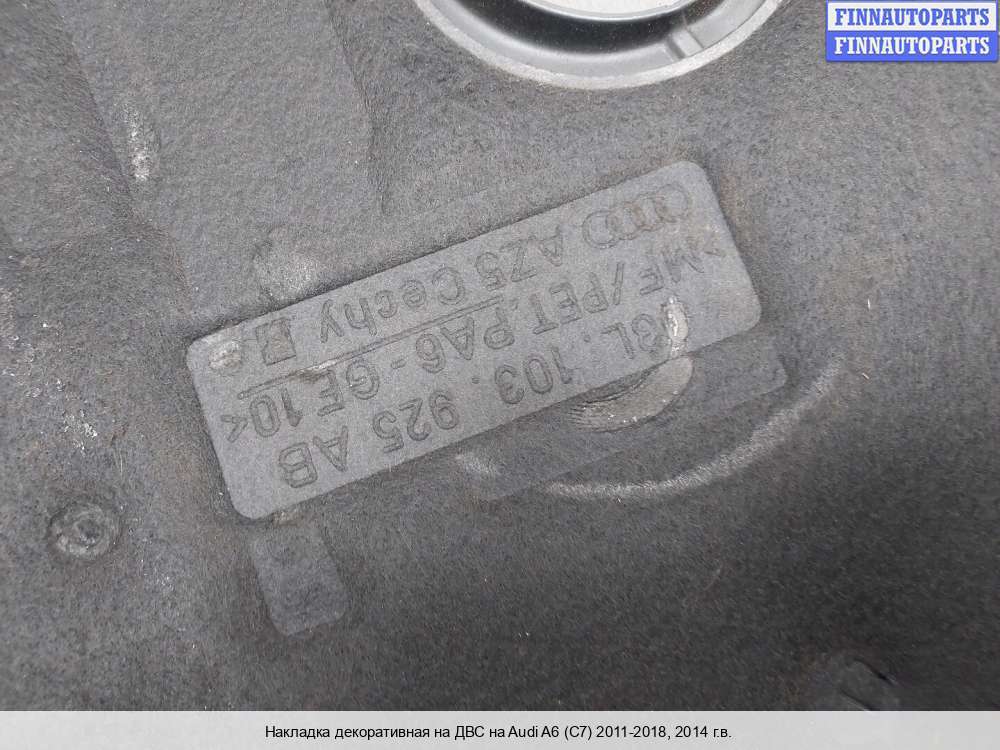 FINNAUTOPARTS
FINNAUTOPARTS
03L . 103 . 925 AB
>MF/PET.PA6-GF10<
AZ5 Cechy
Накладка декоративная на ДВС на Audi A6 (C7) 2011-2018, 2014 г.в.